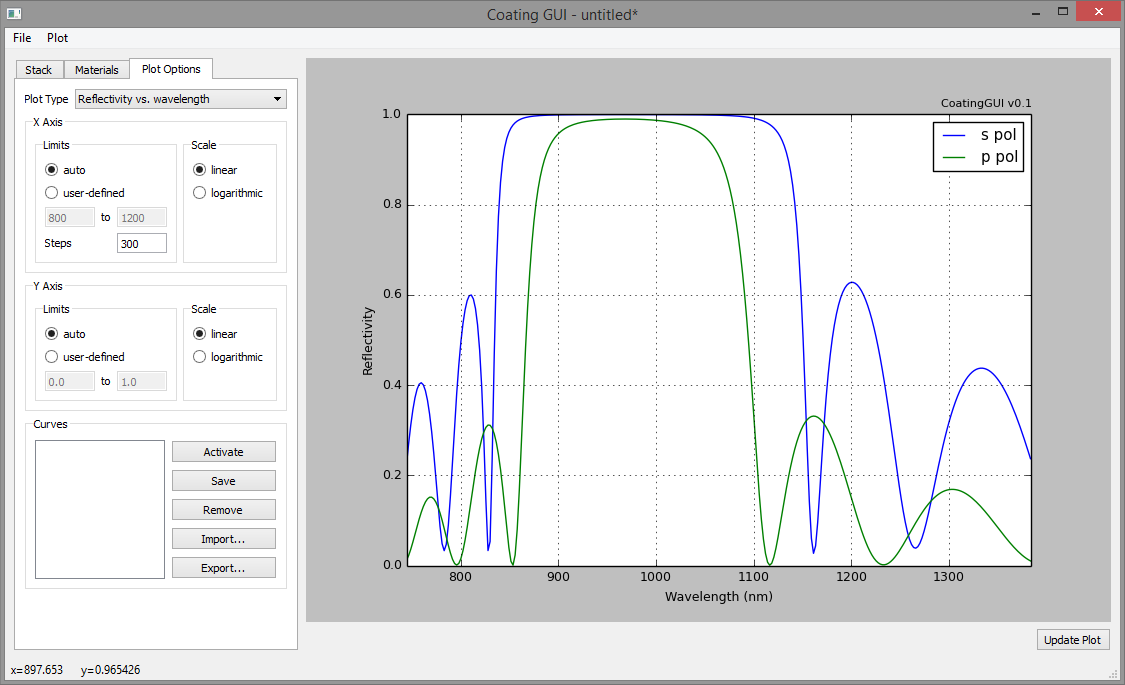 Coating GUI - untitled*
File Plot
Stack Materials Plot Options
Plot Type Reflectivity vs. wavelength
X Axis
Limits Scale
auto linear
user-defined logarithmic
800 to 1200
Steps 300
Y Axis
Limits Scale
auto linear
user-defined logarithmic
0.0 to 1.0
Curves
Activate
Save
Remove
Import...
Export...
CoatingGUI v0.1
s pol
p pol
1.0
0.8
0.6
0.4
0.2
0.0
Reflectivity
800 900 1000 1100 1200 1300
Wavelength (nm)
Update Plot
x=897.653 y=0.965426